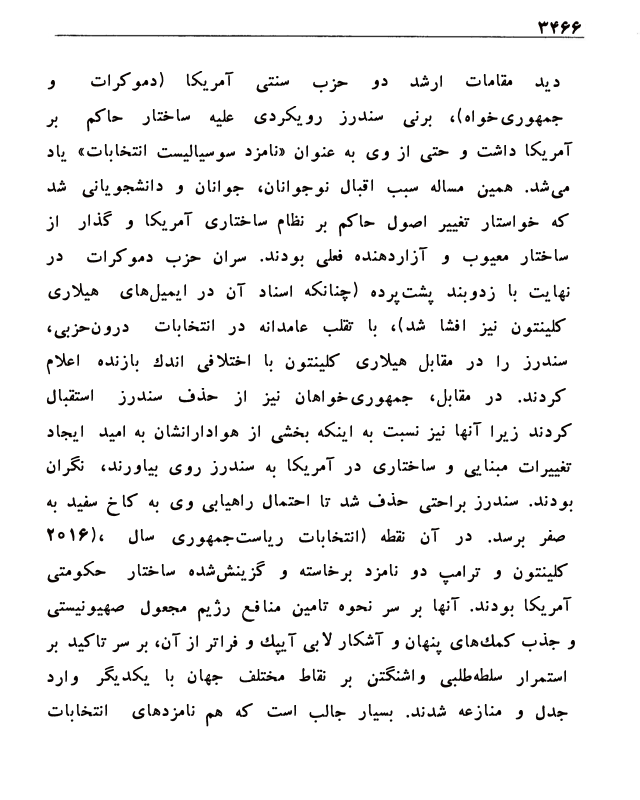 ۳۴۶۶
دید مقامات ارشد دو حزب سنتی آمریکا (دموکرات و
جمهوری‌خواه)، برنی سندرز رویکردی علیه ساختار حاکم بر
آمریکا داشت و حتی از وی به عنوان «نامزد سوسیالیست انتخابات» یاد
می‌شد. همین مساله سبب اقبال نوجوانان، جوانان و دانشجویانی شد
که خواستار تغییر اصول حاکم بر نظام ساختاری آمریکا و گذار از
ساختار معیوب و آزاردهنده فعلی بودند. سران حزب دموکرات در
نهایت با زدوبند پشت‌پرده (چنانکه اسناد آن در ایمیل‌های هیلاری
کلینتون نیز افشا شد)، با تقلب عامدانه در انتخابات درون‌حزبی،
سندرز را در مقابل هیلاری کلینتون با اختلافی اندك بازنده اعلام
کردند. در مقابل، جمهوری‌خواهان نیز از حذف سندرز استقبال
کردند زیرا آنها نیز نسبت به اینکه بخشی از هوادارانشان به امید ایجاد
تغییرات مبنایی و ساختاری در آمریکا به سندرز روی بیاورند، نگران
بودند. سندرز براحتی حذف شد تا احتمال راهیابی وی به کاخ سفید به
صفر برسد. در آن نقطه (انتخابات ریاست‌جمهوری سال ۲۰۱۶)،
کلینتون و ترامپ دو نامزد برخاسته و گزینش‌شده ساختار حکومتی
آمریکا بودند. آنها بر سر نحوه تامین منافع رژیم مجعول صهیونیستی
و جذب کمك‌های پنهان و آشکار لابی آیپك و فراتر از آن، بر سر تاکید بر
استمرار سلطه‌طلبی واشنگتن بر نقاط مختلف جهان با یکدیگر وارد
جدل و منازعه شدند. بسیار جالب است که هم نامزدهای انتخابات